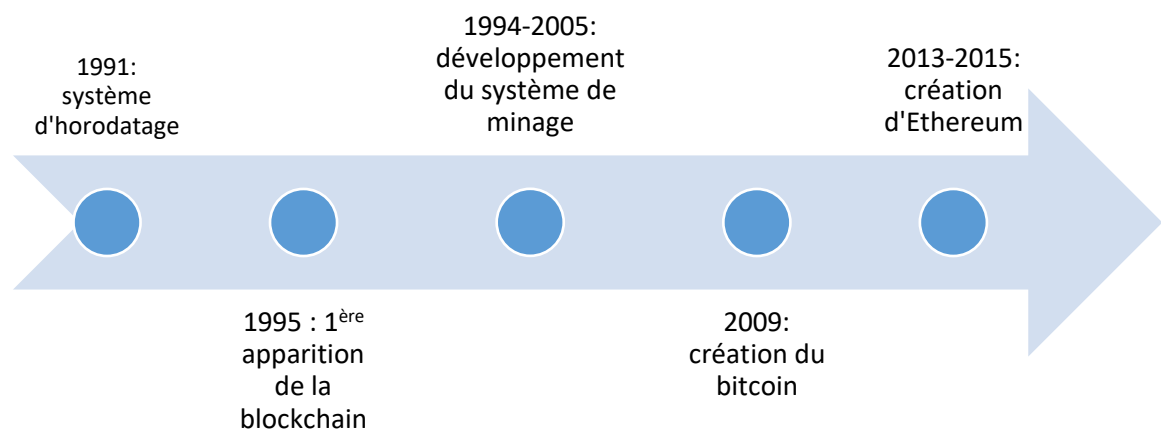 1991:
système
d'horodatage
1995 : 1ère
apparition
de la
blockchain
1994-2005:
développement
du système de
minage
2009:
création du
bitcoin
2013-2015:
création
d'Ethereum